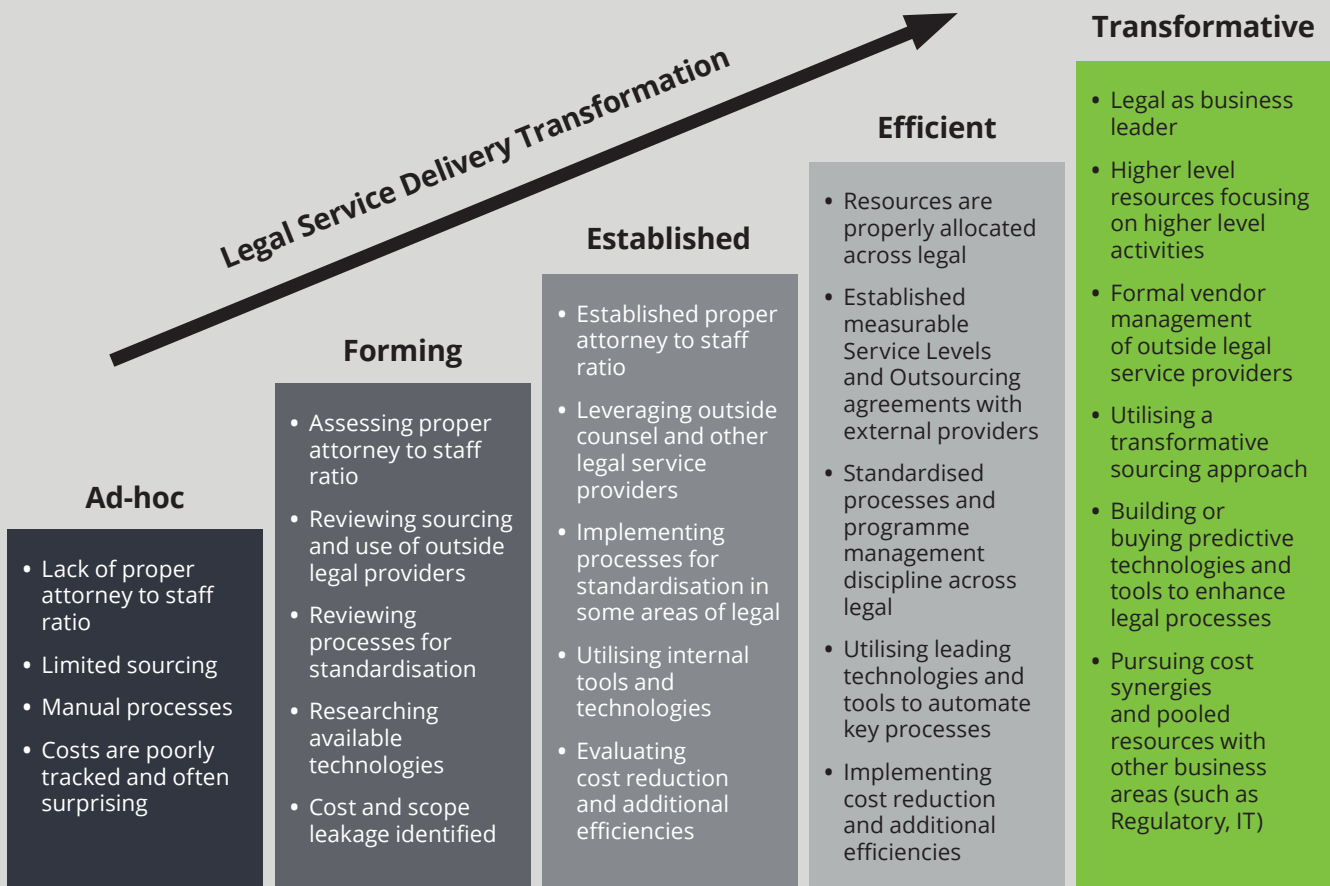 Legal Service Delivery Transformation
Ad-hoc
• Lack of proper
attorney to staff
ratio
• Limited sourcing
• Manual processes
• Costs are poorly
tracked and often
surprising
Forming
• Assessing proper
attorney to staff
ratio
• Reviewing sourcing
and use of outside
legal providers
• Reviewing
processes for
standardisation
• Researching
available
technologies
• Cost and scope
leakage identified
Established
• Established proper
attorney to staff
ratio
• Leveraging outside
counsel and other
legal service
providers
• Implementing
processes for
standardisation in
some areas of legal
• Utilising internal
tools and
technologies
• Evaluating
cost reduction
and additional
efficiencies
Efficient
• Resources are
properly allocated
across legal
• Established
measurable
Service Levels
and Outsourcing
agreements with
external providers
• Standardised
processes and
programme
management
discipline across
legal
• Utilising leading
technologies and
tools to automate
key processes
• Implementing
cost reduction
and additional
efficiencies
Transformative
• Legal as business
leader
• Higher level
resources focusing
on higher level
activities
• Formal vendor
management
of outside legal
service providers
• Utilising a
transformative
sourcing approach
• Building or
buying predictive
technologies and
tools to enhance
legal processes
• Pursuing cost
synergies
and pooled
resources with
other business
areas (such as
Regulatory, IT)